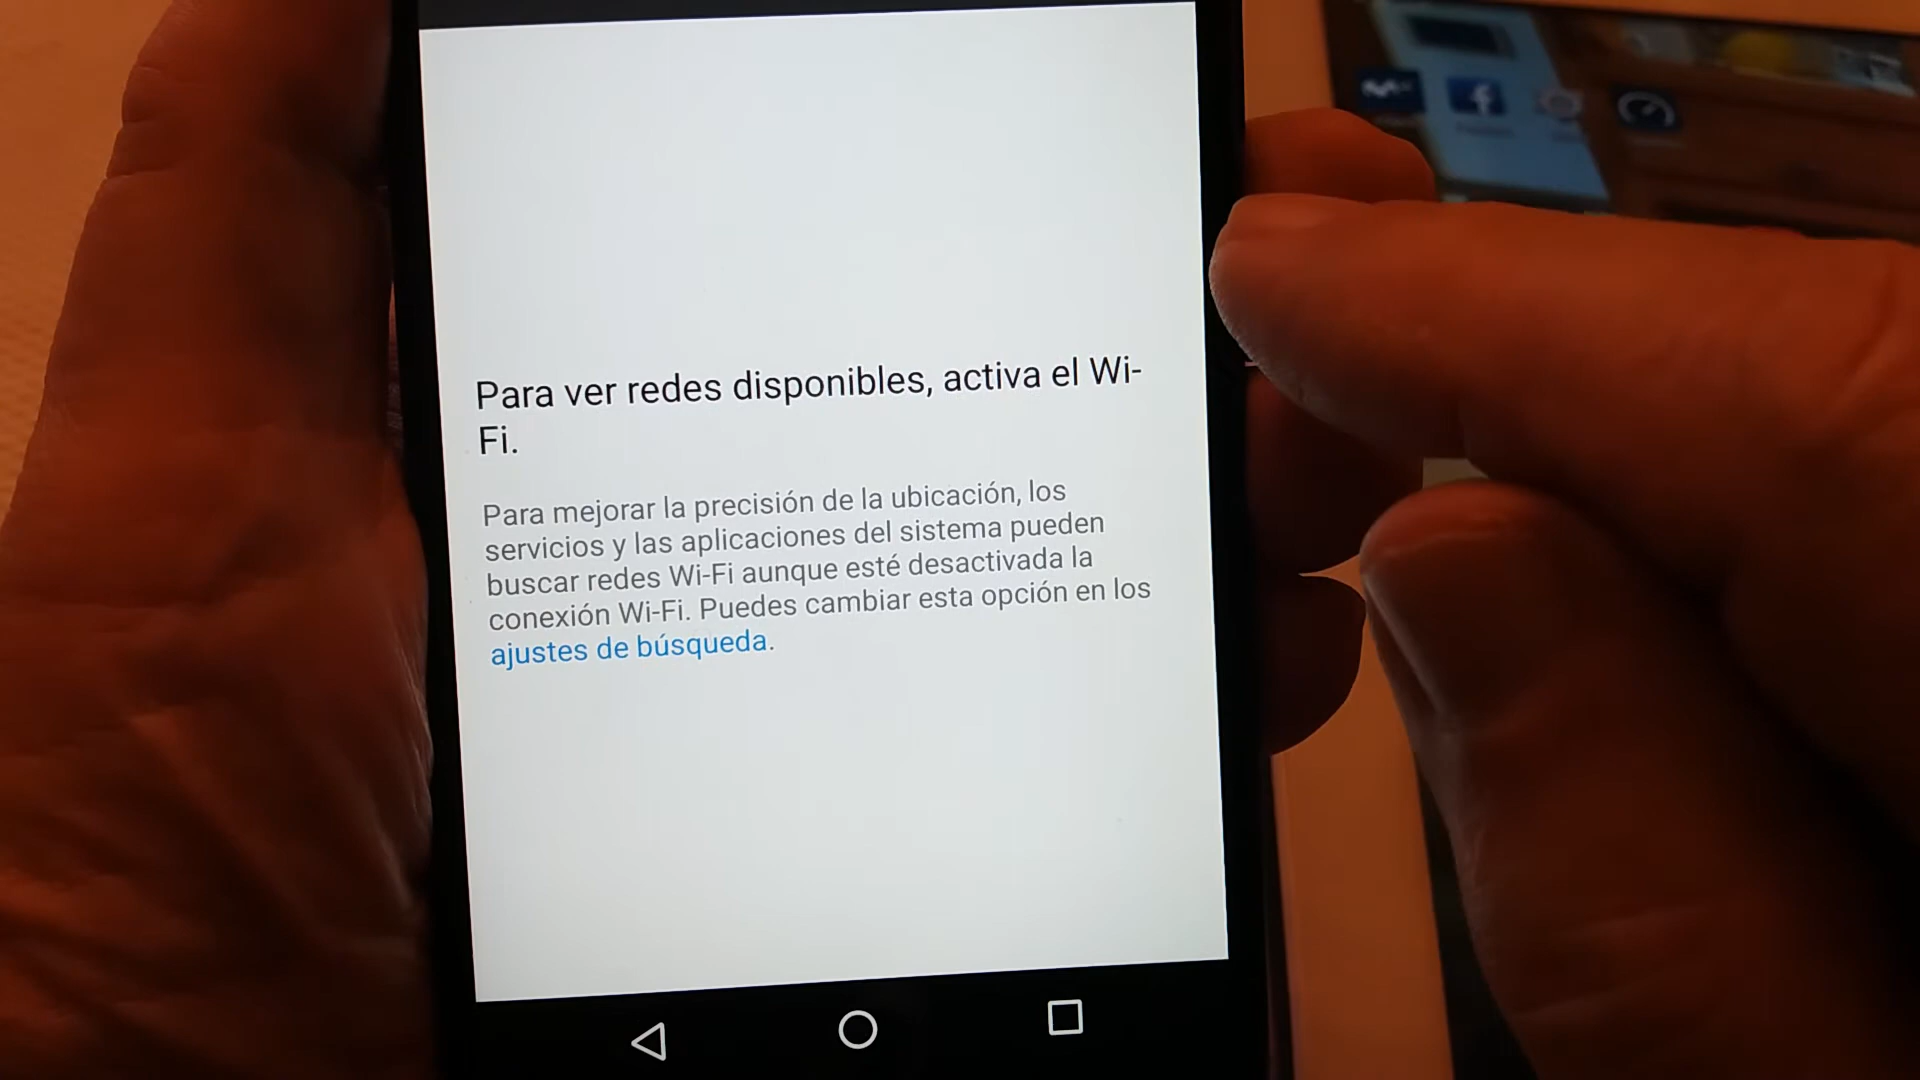 Para ver redes disponibles, activa el Wi-
Fi.
Para mejorar la precisión de la ubicación, los
servicios y las aplicaciones del sistema pueden
buscar redes Wi-Fi aunque esté desactivada la
conexión Wi-Fi. Puedes cambiar esta opción en los
ajustes de búsqueda.